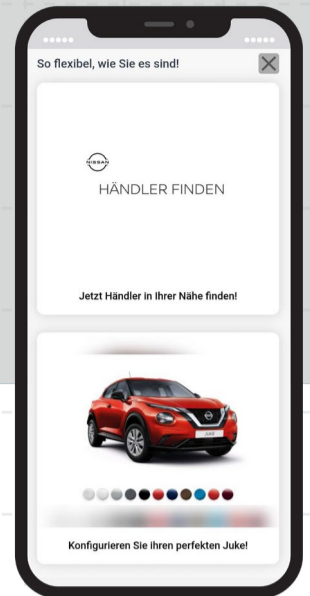 So flexibel, wie Sie es sind!
NISSAN
HÄNDLER FINDEN
Jetzt Händler in Ihrer Nähe finden!
JUKE
Konfigurieren Sie ihren perfekten Juke!